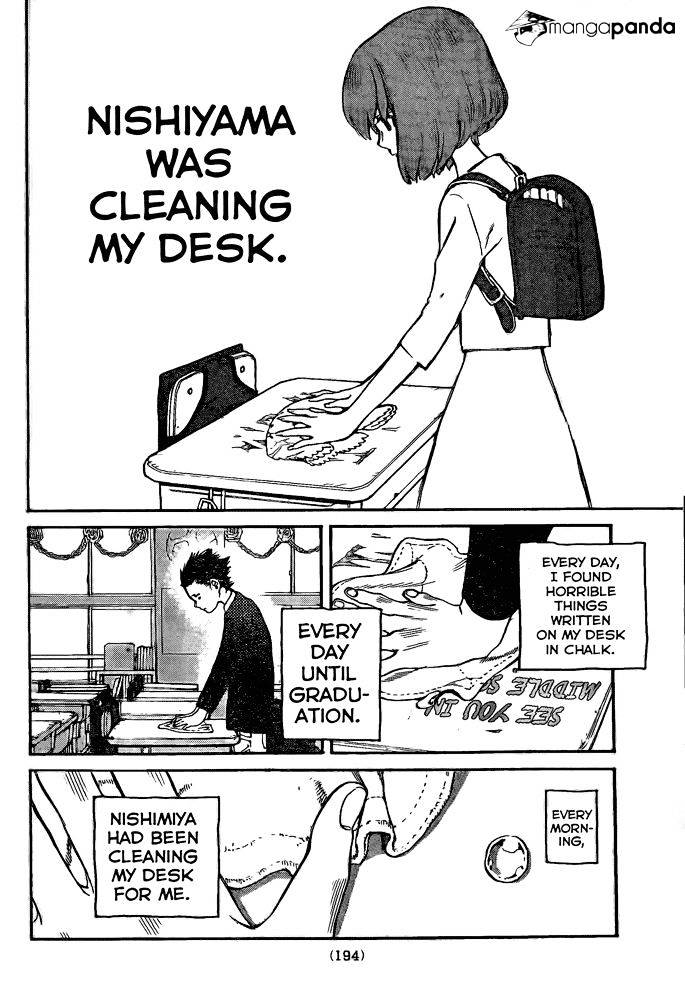 mangapanda
NISHIYAMA
WAS
CLEANING
MY DESK.
EVERY DAY,
I FOUND
HORRIBLE
THINGS
WRITTEN
ON MY DESK
IN CHALK.
SEE YOU IN
MIDDLE
EVERY
DAY
UNTIL
GRADU-
ATION.
EVERY
MORN-
ING,
NISHIMIYA
HAD BEEN
CLEANING
MY DESK
FOR ME.
(194)